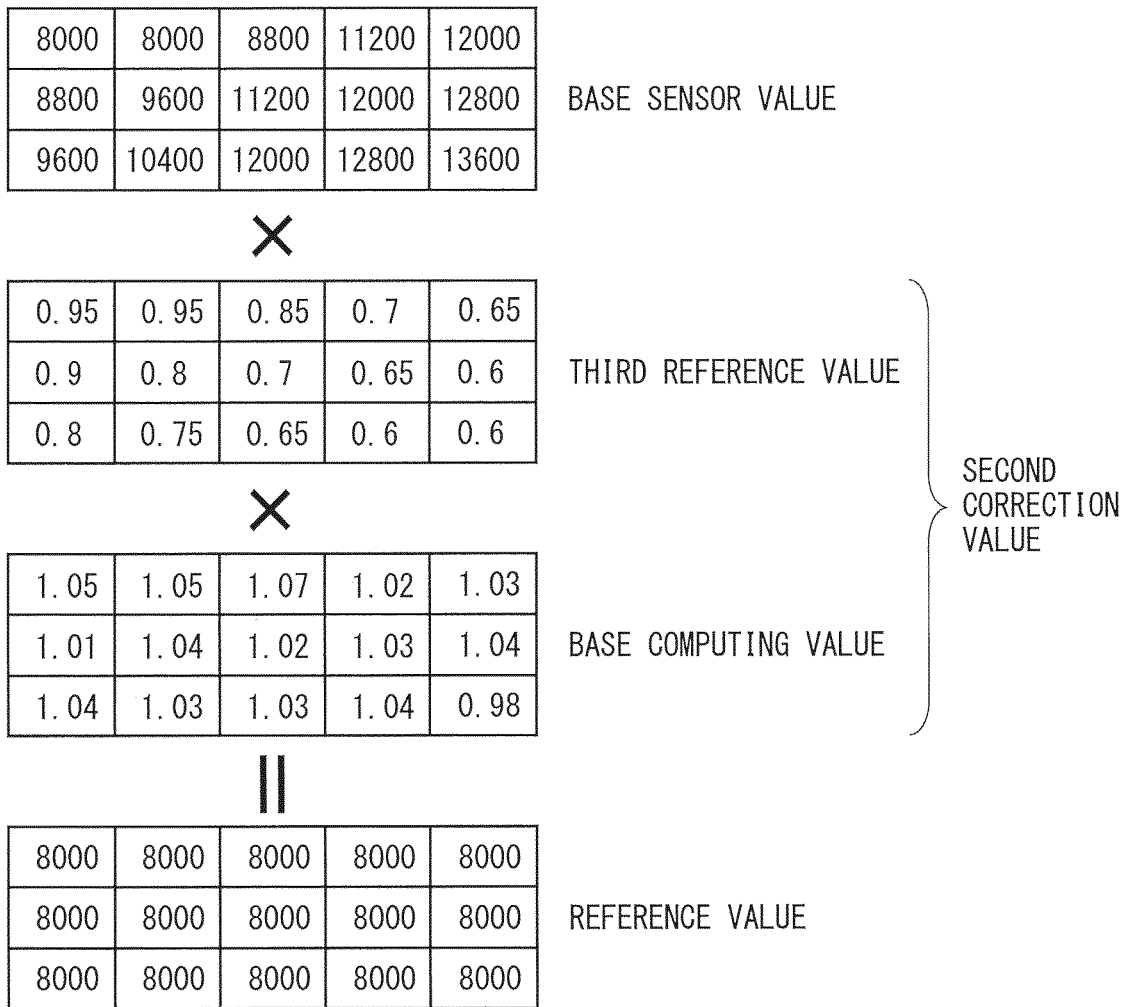 8000 8000 8800 11200 12000
8800 9600 11200 12000 12800
9600 10400 12000 12800 13600
BASE SENSOR VALUE
×
0.95 0.95 0.85 0.7 0.65
0.9 0.8 0.7 0.65 0.6
0.8 0.75 0.65 0.6 0.6
THIRD REFERENCE VALUE
×
1.05 1.05 1.07 1.02 1.03
1.01 1.04 1.02 1.03 1.04
1.04 1.03 1.03 1.04 0.98
BASE COMPUTING VALUE
SECOND
CORRECTION
VALUE
=
8000 8000 8000 8000 8000
8000 8000 8000 8000 8000
8000 8000 8000 8000 8000
REFERENCE VALUE